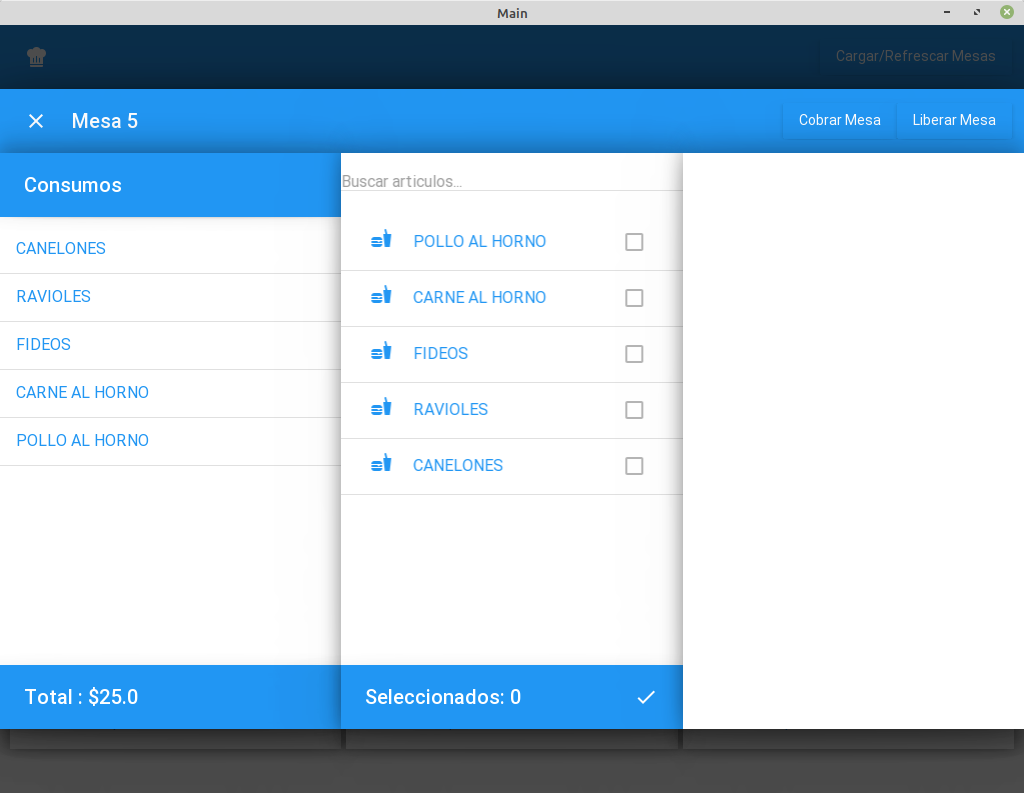 Main
Cargar/Refrescar Mesas
Mesa 5
Cobrar Mesa
Liberar Mesa
Consumos
CANELONES
RAVIOLES
FIDEOS
CARNE AL HORNO
POLLO AL HORNO
Total : $25.0
Buscar articulos...
POLLO AL HORNO
CARNE AL HORNO
FIDEOS
RAVIOLES
CANELONES
Seleccionados: 0